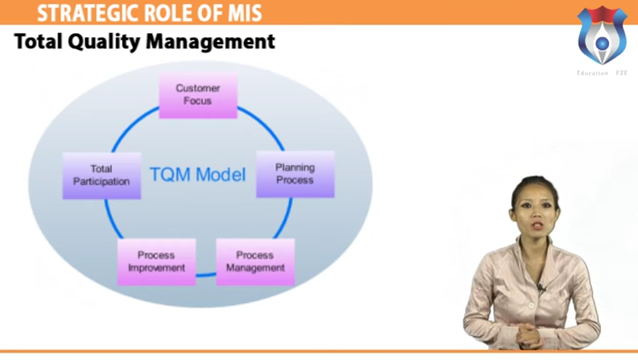 STRATEGIC ROLE OF MIS
Total Quality Management
Education FZE
Customer
Focus
Total
Participation
TQM Model
Planning
Process
Process
Improvement
Process
Management